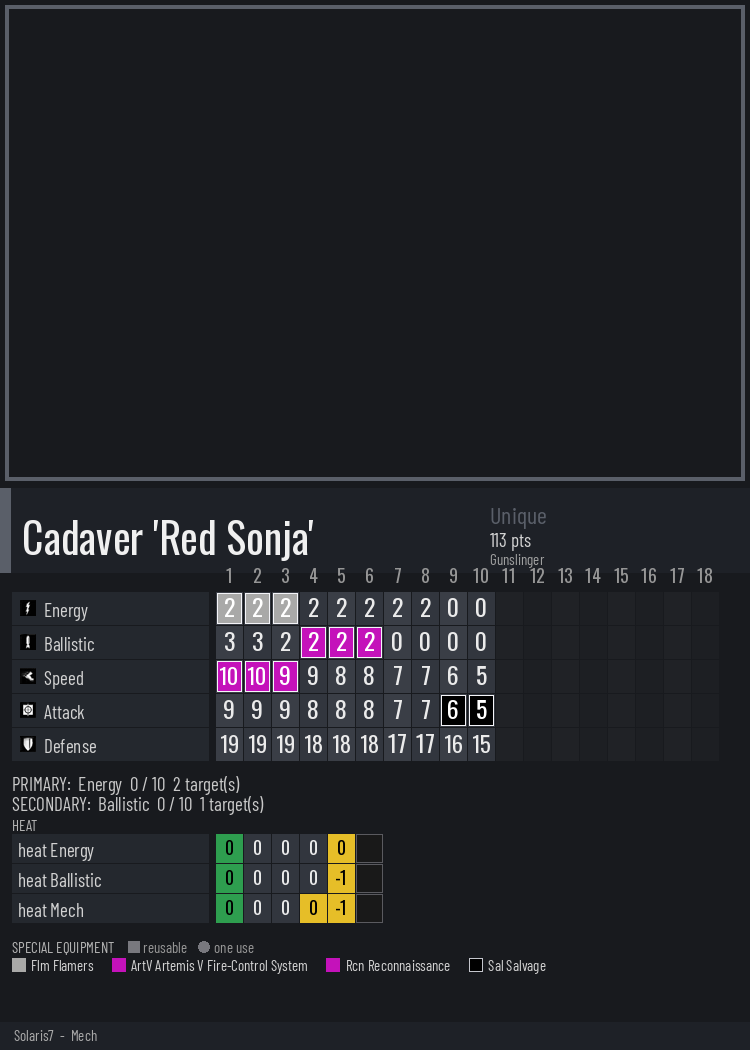 Cadaver 'Red Sonja'
Unique
113 pts
Gunslinger
1 2 3 4 5 6 7 8 9 10 11 12 13 14 15 16 17 18
Energy 2 2 2 2 2 2 2 2 0 0
Ballistic 3 3 2 2 2 2 0 0 0 0
Speed 10 10 9 9 8 8 7 7 6 5
Attack 9 9 9 8 8 8 7 7 6 5
Defense 19 19 19 18 18 18 17 17 16 15
PRIMARY: Energy 0 / 10 2 target(s)
SECONDARY: Ballistic 0 / 10 1 target(s)
HEAT
heat Energy 0 0 0 0 0
heat Ballistic 0 0 0 0 -1
heat Mech 0 0 0 0 -1
SPECIAL EQUIPMENT reusable one use
Flm Flamers ArtV Artemis V Fire-Control System Rcn Reconnaissance Sal Salvage
Solaris7 - Mech